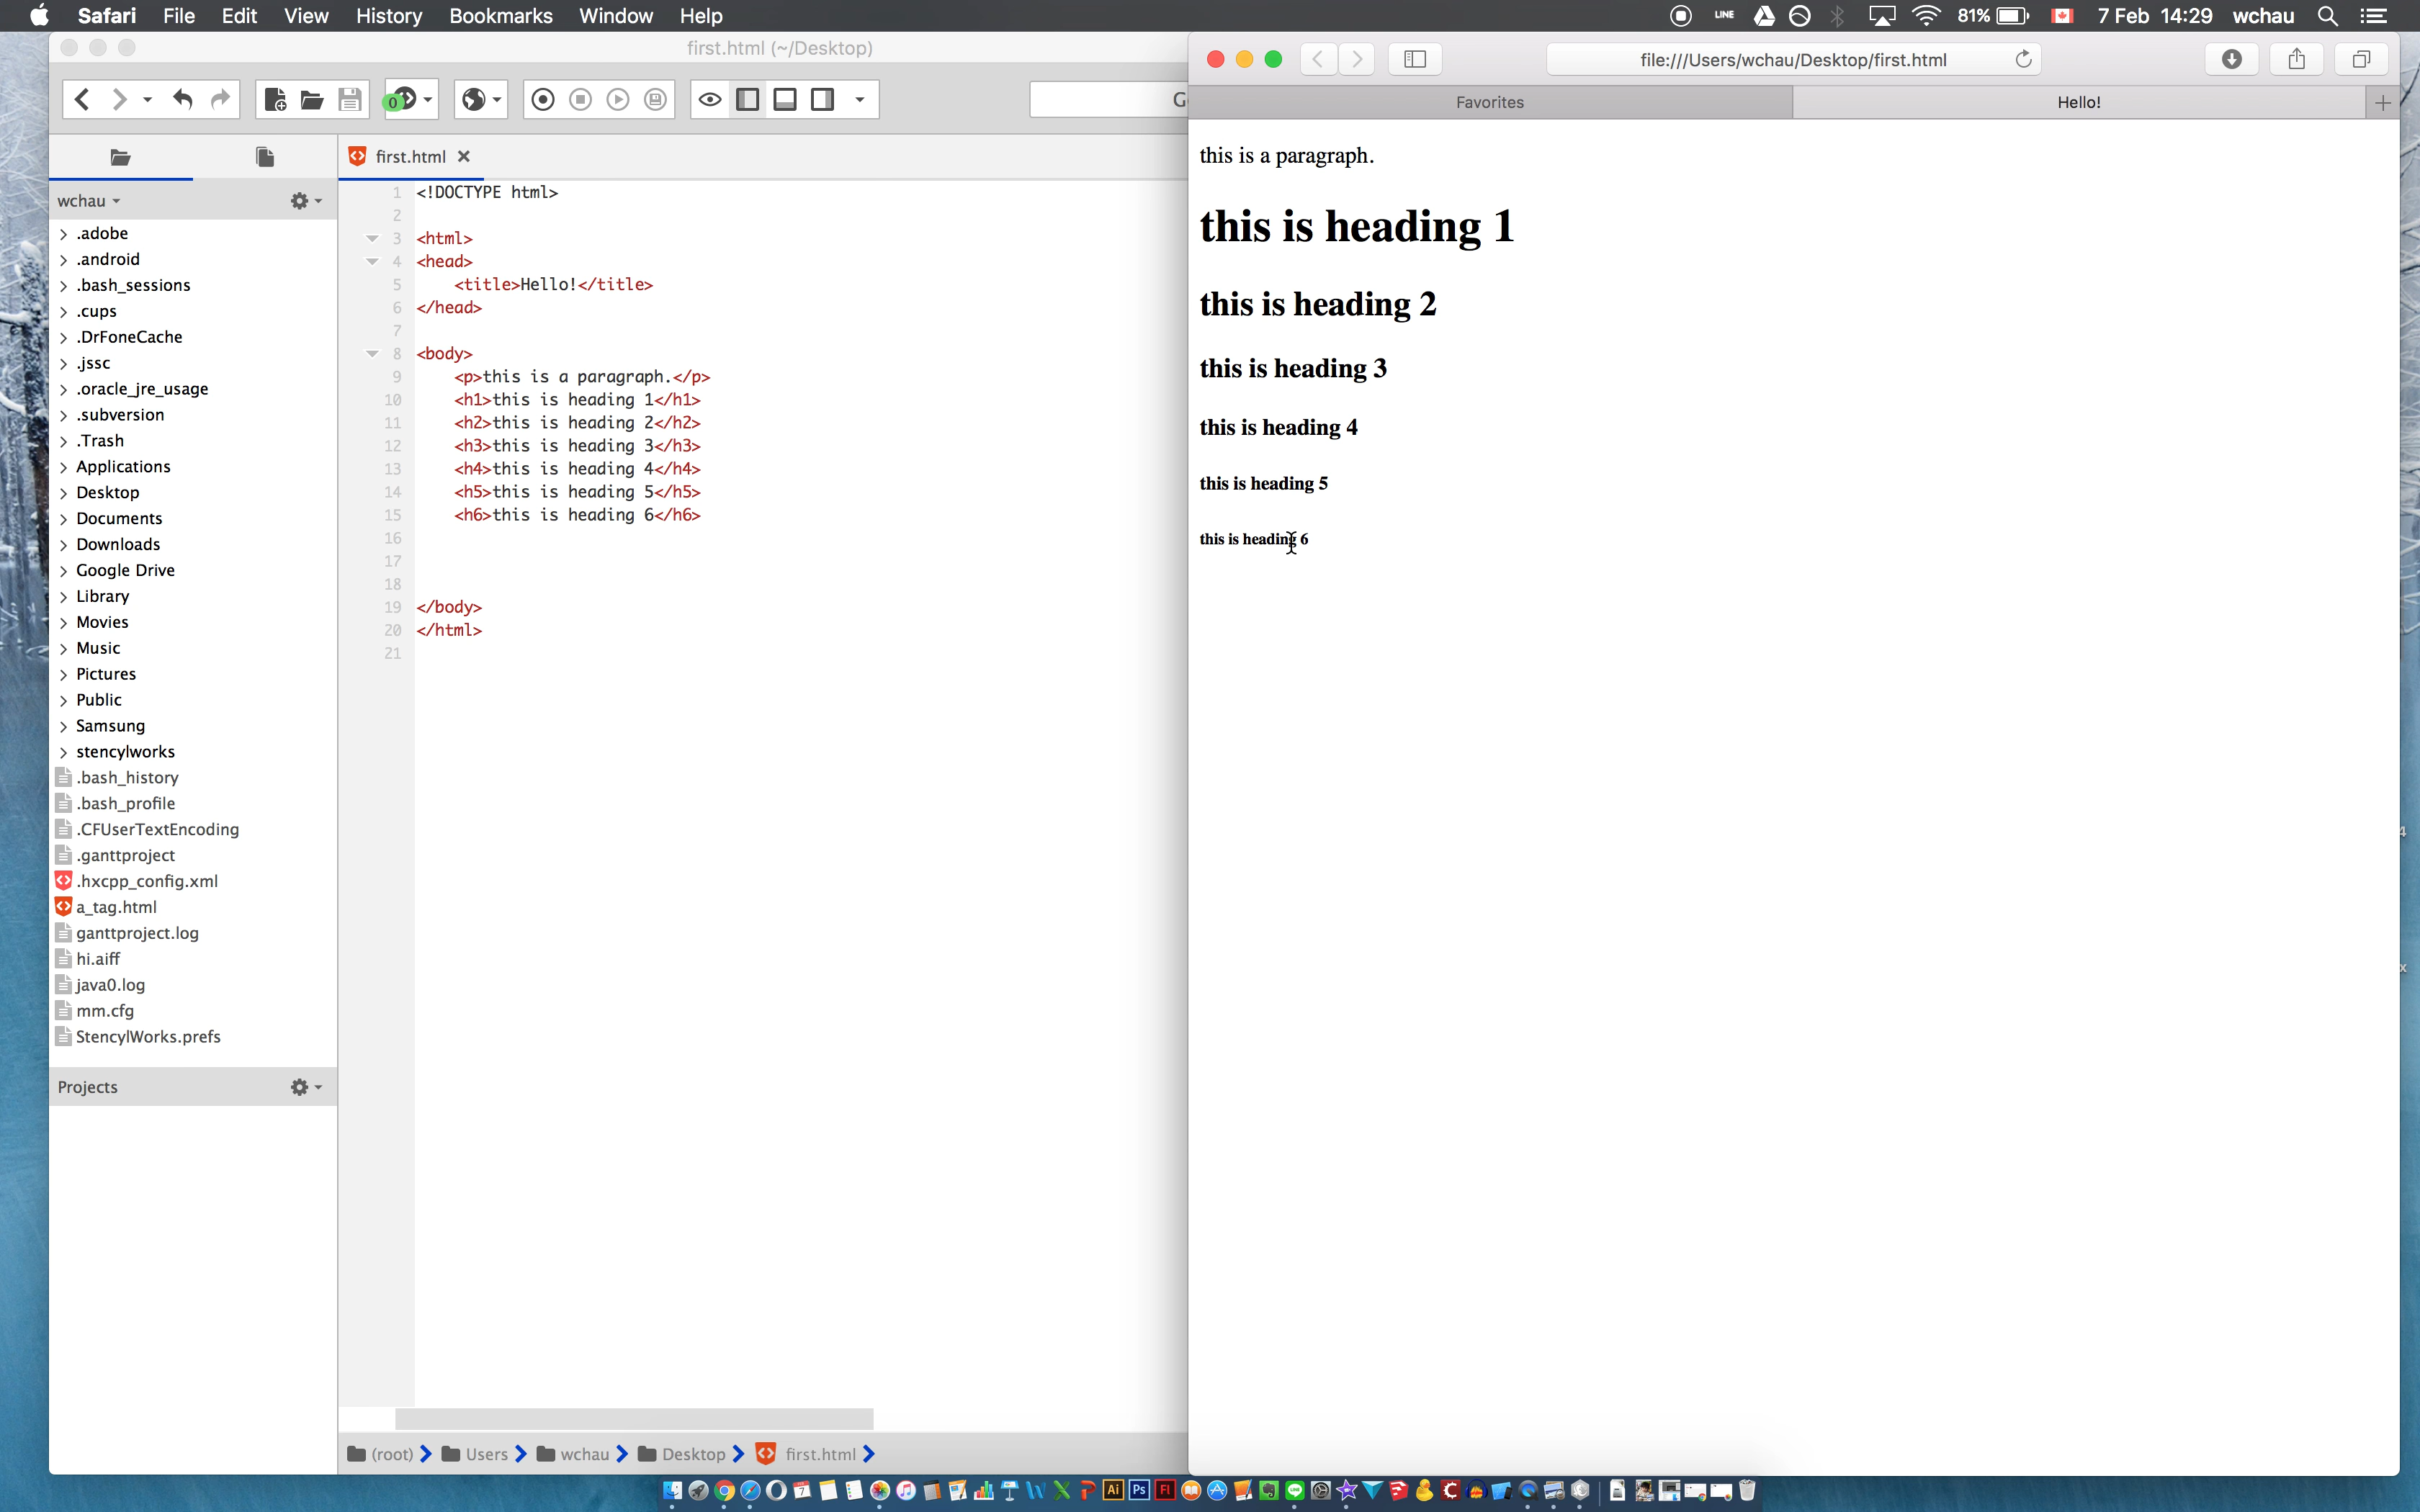 Safari File Edit View History Bookmarks Window Help
LINE 81% 7 Feb 14:29 wchau
first.html (~/Desktop)
0
G
first.html
wchau
.adobe
.android
.bash_sessions
.cups
.DrFoneCache
.jssc
.oracle_jre_usage
.subversion
.Trash
Applications
Desktop
Documents
Downloads
Google Drive
Library
Movies
Music
Pictures
Public
Samsung
stencylworks
.bash_history
.bash_profile
.CFUserTextEncoding
.ganttproject
.hxcpp_config.xml
a_tag.html
ganttproject.log
hi.aiff
java0.log
mm.cfg
StencylWorks.prefs
Projects
1 <!DOCTYPE html>
2
3 <html>
4 <head>
5 <title>Hello!</title>
6 </head>
7
8 <body>
9 <p>this is a paragraph.</p>
10 <h1>this is heading 1</h1>
11 <h2>this is heading 2</h2>
12 <h3>this is heading 3</h3>
13 <h4>this is heading 4</h4>
14 <h5>this is heading 5</h5>
15 <h6>this is heading 6</h6>
16
17
18
19 </body>
20 </html>
21
(root) Users wchau Desktop first.html
file:///Users/wchau/Desktop/first.html
Favorites Hello!
this is a paragraph.
this is heading 1
this is heading 2
this is heading 3
this is heading 4
this is heading 5
this is heading 6
4
x
7 Ai Ps Fl